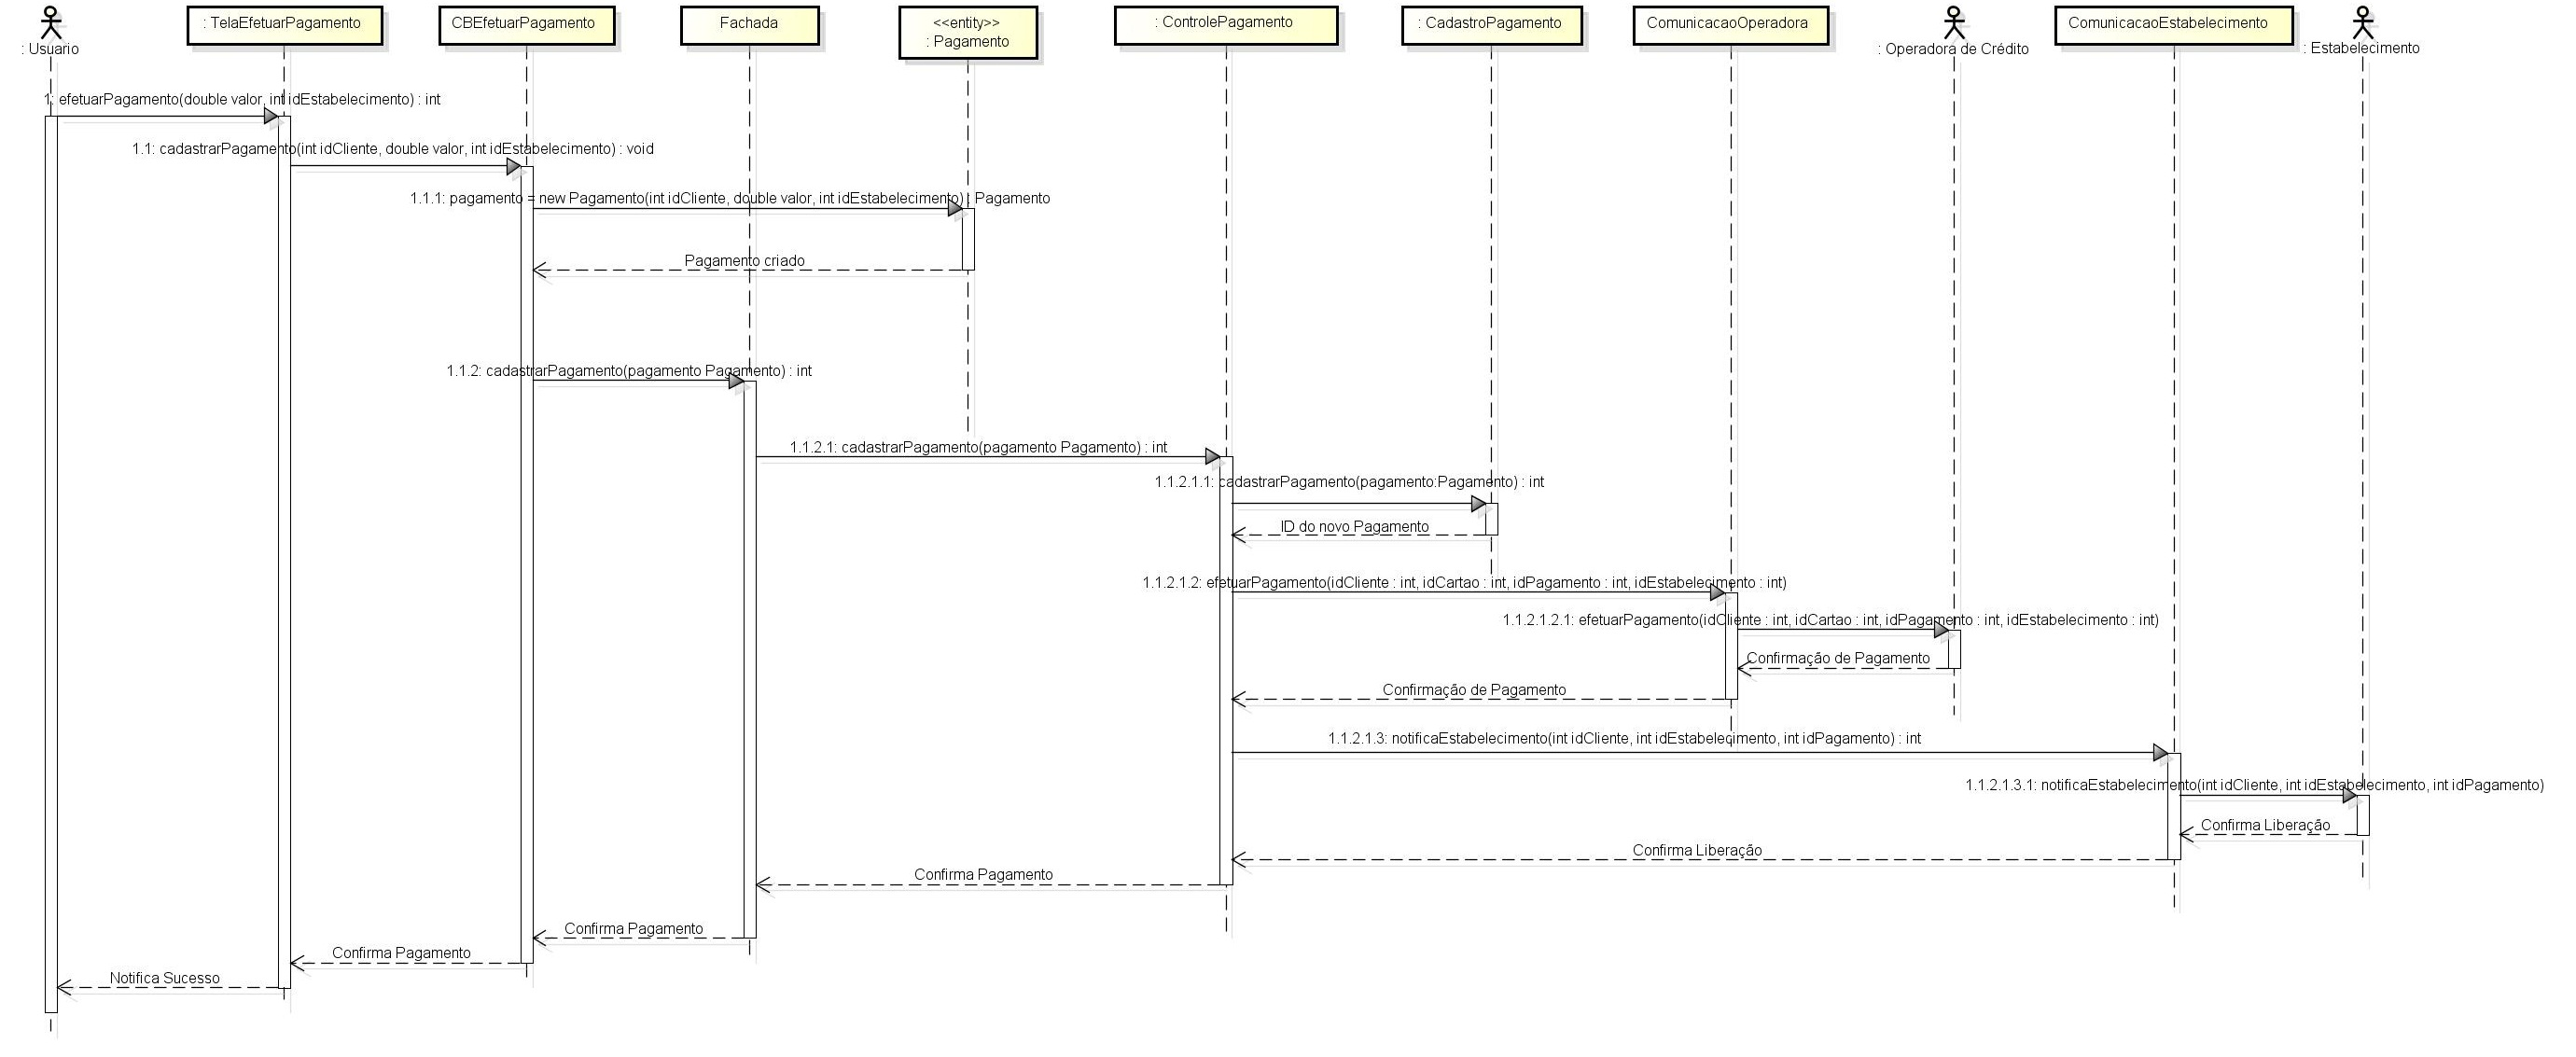 : Usuario
: TelaEfetuarPagamento
CBEfetuarPagamento
Fachada
<<entity>>
: Pagamento
: ControlePagamento
: CadastroPagamento
ComunicacaoOperadora
: Operadora de Crédito
ComunicacaoEstabelecimento
: Estabelecimento
1: efetuarPagamento(double valor, int idEstabelecimento) : int
1.1: cadastrarPagamento(int idCliente, double valor, int idEstabelecimento) : void
1.1.1: pagamento = new Pagamento(int idCliente, double valor, int idEstabelecimento) : Pagamento
Pagamento criado
1.1.2: cadastrarPagamento(pagamento Pagamento) : int
1.1.2.1: cadastrarPagamento(pagamento Pagamento) : int
1.1.2.1.1: cadastrarPagamento(pagamento:Pagamento) : int
ID do novo Pagamento
1.1.2.1.2: efetuarPagamento(idCliente : int, idCartao : int, idPagamento : int, idEstabelecimento : int)
1.1.2.1.2.1: efetuarPagamento(idCliente : int, idCartao : int, idPagamento : int, idEstabelecimento : int)
Confirmação de Pagamento
Confirmação de Pagamento
1.1.2.1.3: notificaEstabelecimento(int idCliente, int idEstabelecimento, int idPagamento) : int
1.1.2.1.3.1: notificaEstabelecimento(int idCliente, int idEstabelecimento, int idPagamento)
Confirma Liberação
Confirma Liberação
Confirma Pagamento
Confirma Pagamento
Confirma Pagamento
Notifica Sucesso